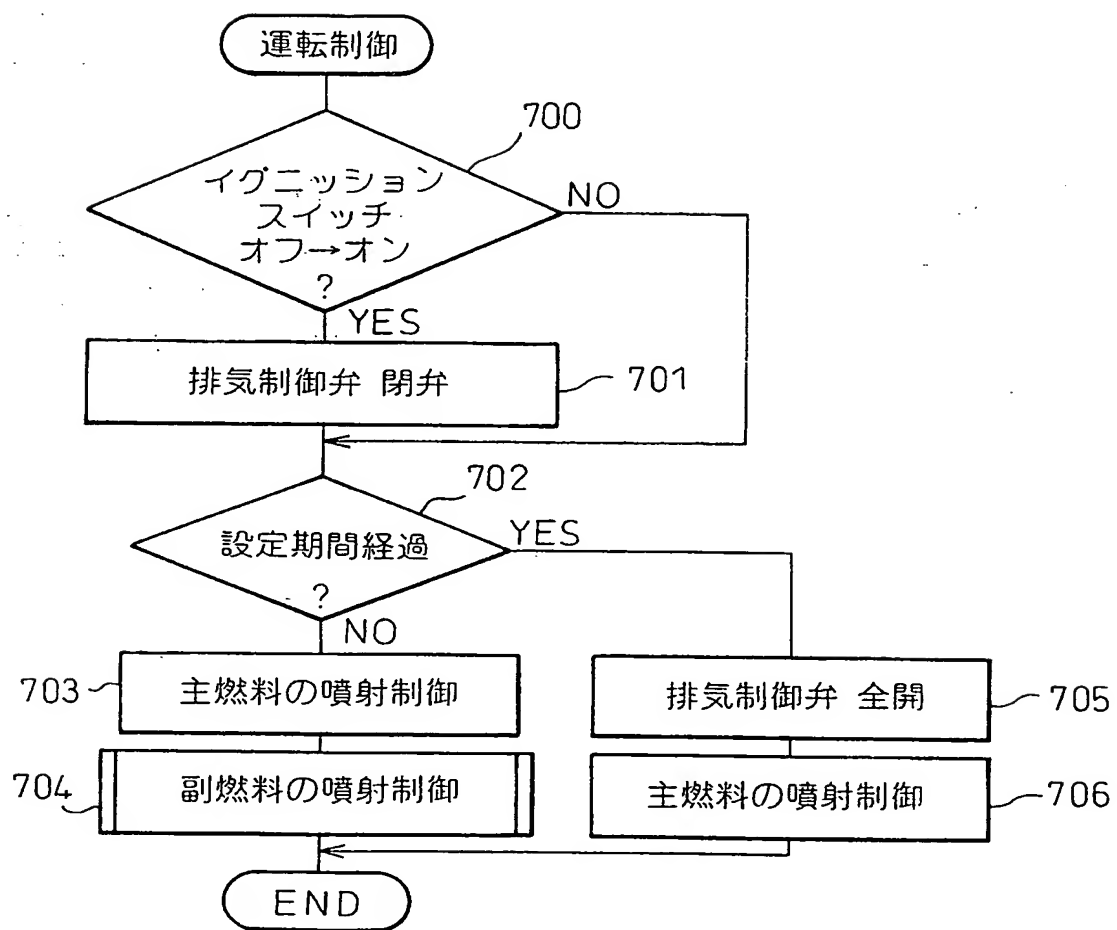 運転制御
700
イグニッション
スイッチ
オフ→オン
?
NO
YES
排気制御弁 閉弁
701
702
設定期間経過
?
YES
NO
703
主燃料の噴射制御
排気制御弁 全開
705
704
副燃料の噴射制御
主燃料の噴射制御
706
END